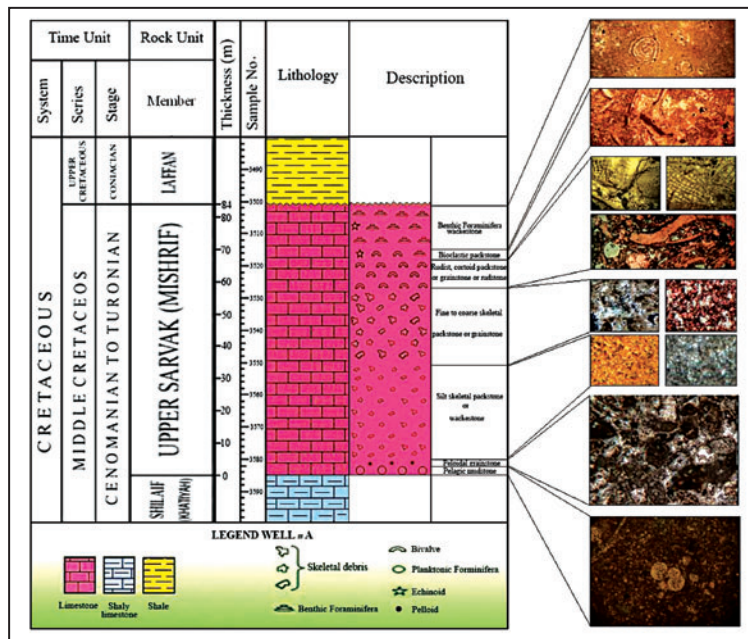 Time Unit
Rock Unit
Thickness (m)
Sample No.
Lithology
Description
System
Series
Stage
Member
CRETACEOUS
UPPER CRETACEOUS
MIDDLE CRETACEOS
CONIACIAN
CENOMANIAN TO TURONIAN
LAFFAN
UPPER SARVAK (MISHRIF)
SHILAIF
(KHATIYAH)
84
80
70
60
50
40
30
20
10
0
3490
3500
3510
3520
3530
3540
3550
3560
3570
3580
3590
Benthic Foraminifera
wackestone
Bioclastic packstone
Rudist, cortoid packstone
or grainstone or rudstone
Fine to coarse skeletal
packstone or grainstone
Silt skeletal packstone
or
wackestone
Peloidal grainstone
Pelagic mudstone
LEGEND WELL # A
Limestone
Shaly
limestone
Shale
Skeletal debris
Benthic Foraminifera
Bivalve
Planktonic Forminifera
Echinoid
Pelloid